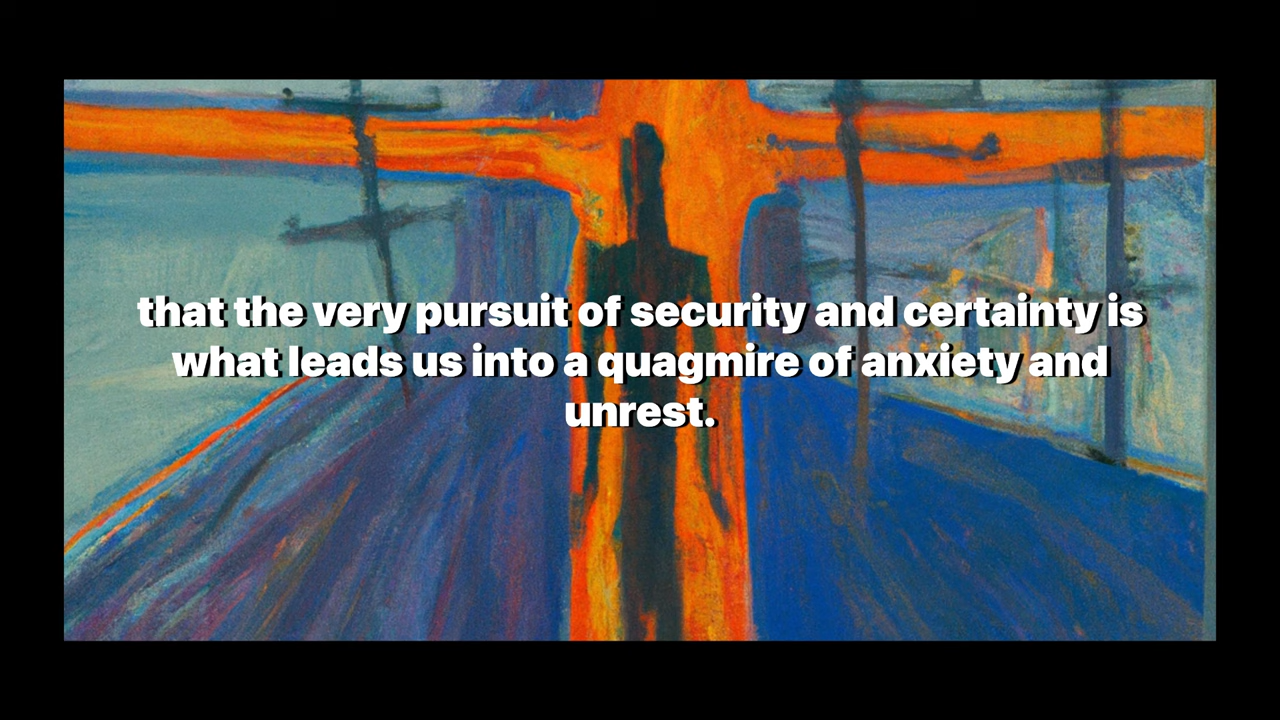 that the very pursuit of security and certainty is
what leads us into a quagmire of anxiety and
unrest.